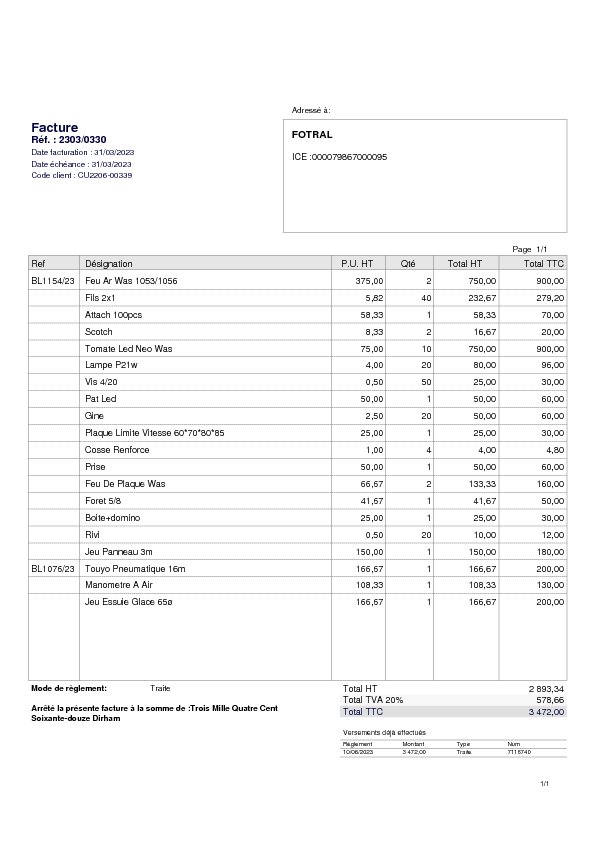 Adressé à:
Facture
Réf. : 2303/0330
Date facturation : 31/03/2023
Date échéance : 31/03/2023
Code client : CU2206-00339
FOTRAL
ICE :000079867000095
Page 1/1
Ref Désignation P.U. HT Qté Total HT Total TTC
BL1154/23 Feu Ar Was 1053/1056 375,00 2 750,00 900,00
Fils 2x1 5,82 40 232,67 279,20
Attach 100pcs 58,33 1 58,33 70,00
Scotch 8,33 2 16,67 20,00
Tomate Led Neo Was 75,00 10 750,00 900,00
Lampe P21w 4,00 20 80,00 96,00
Vis 4/20 0,50 50 25,00 30,00
Pat Led 50,00 1 50,00 60,00
Gine 2,50 20 50,00 60,00
Plaque Limite Vitesse 60*70*80*85 25,00 1 25,00 30,00
Cosse Renforce 1,00 4 4,00 4,80
Prise 50,00 1 50,00 60,00
Feu De Plaque Was 66,67 2 133,33 160,00
Foret 5/8 41,67 1 41,67 50,00
Boite+domino 25,00 1 25,00 30,00
Rivi 0,50 20 10,00 12,00
Jeu Panneau 3m 150,00 1 150,00 180,00
BL1076/23 Touyo Pneumatique 16m 166,67 1 166,67 200,00
Manometre A Air 108,33 1 108,33 130,00
Jeu Essuie Glace 65ø 166,67 1 166,67 200,00
Mode de règlement: Traite
Total HT 2 893,34
Total TVA 20% 578,66
Total TTC 3 472,00
Arrêté la présente facture à la somme de :Trois Mille Quatre Cent
Soixante-douze Dirham
Versements déjà effectués
Règlement Montant Type Num
10/06/2023 3 472,00 Traite 7115740
1/1